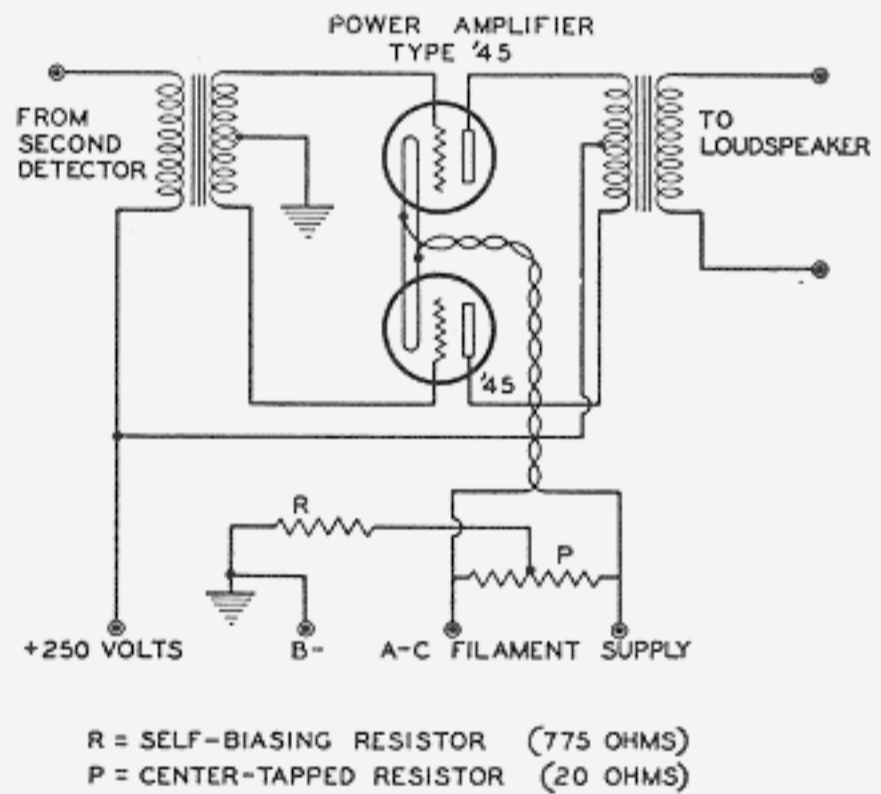 POWER AMPLIFIER
TYPE '45
FROM
SECOND
DETECTOR
TO
LOUDSPEAKER
'45
R
P
+250 VOLTS
B-
A-C FILAMENT SUPPLY
R = SELF-BIASING RESISTOR (775 OHMS)
P = CENTER-TAPPED RESISTOR (20 OHMS)